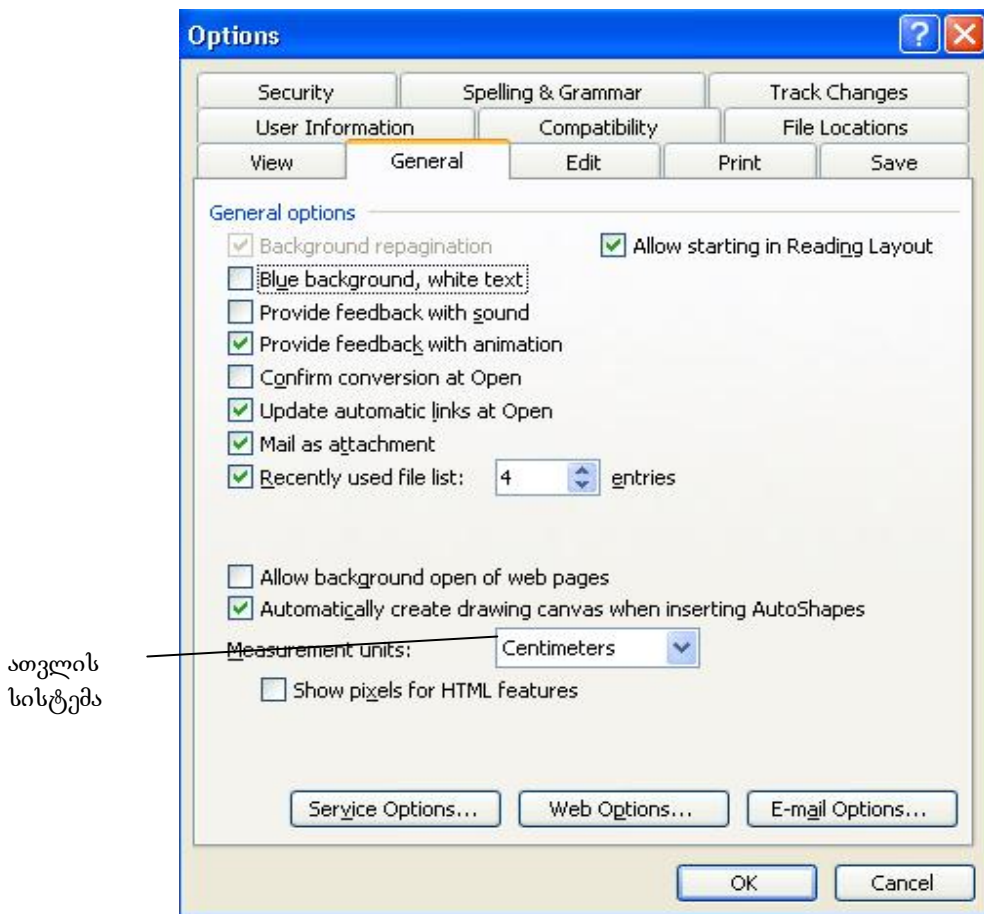 Options
Security Spelling & Grammar Track Changes
User Information Compatibility File Locations
View General Edit Print Save
General options
Background repagination Allow starting in Reading Layout
Blue background, white text
Provide feedback with sound
Provide feedback with animation
Confirm conversion at Open
Update automatic links at Open
Mail as attachment
Recently used file list: 4 entries
Allow background open of web pages
Automatically create drawing canvas when inserting AutoShapes
Measurement units: Centimeters
ათვლის
სისტემა
Show pixels for HTML features
Service Options... Web Options... E-mail Options...
OK Cancel